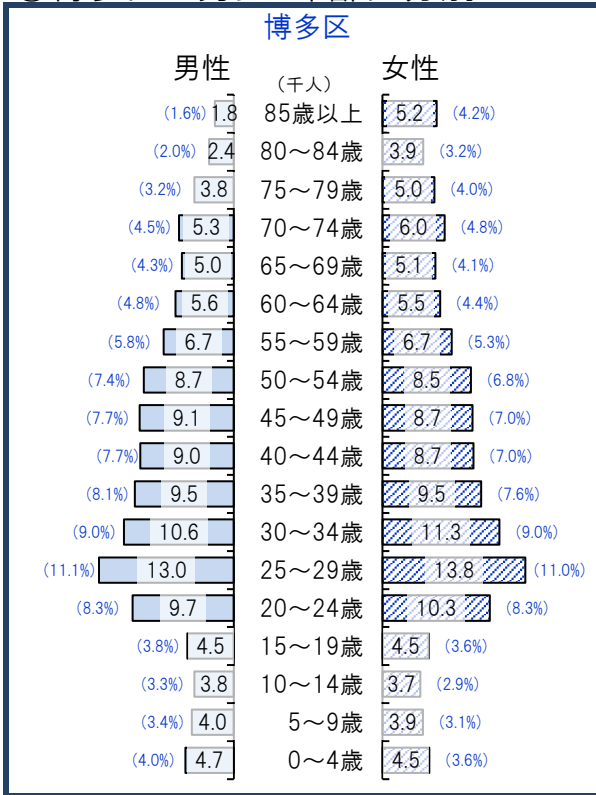 博多区
男性 (千人) 女性
(1.6%) 1.8 85歳以上 5.2 (4.2%)
(2.0%) 2.4 80～84歳 3.9 (3.2%)
(3.2%) 3.8 75～79歳 5.0 (4.0%)
(4.5%) 5.3 70～74歳 6.0 (4.8%)
(4.3%) 5.0 65～69歳 5.1 (4.1%)
(4.8%) 5.6 60～64歳 5.5 (4.4%)
(5.8%) 6.7 55～59歳 6.7 (5.3%)
(7.4%) 8.7 50～54歳 8.5 (6.8%)
(7.7%) 9.1 45～49歳 8.7 (7.0%)
(7.7%) 9.0 40～44歳 8.7 (7.0%)
(8.1%) 9.5 35～39歳 9.5 (7.6%)
(9.0%) 10.6 30～34歳 11.3 (9.0%)
(11.1%) 13.0 25～29歳 13.8 (11.0%)
(8.3%) 9.7 20～24歳 10.3 (8.3%)
(3.8%) 4.5 15～19歳 4.5 (3.6%)
(3.3%) 3.8 10～14歳 3.7 (2.9%)
(3.4%) 4.0 5～9歳 3.9 (3.1%)
(4.0%) 4.7 0～4歳 4.5 (3.6%)